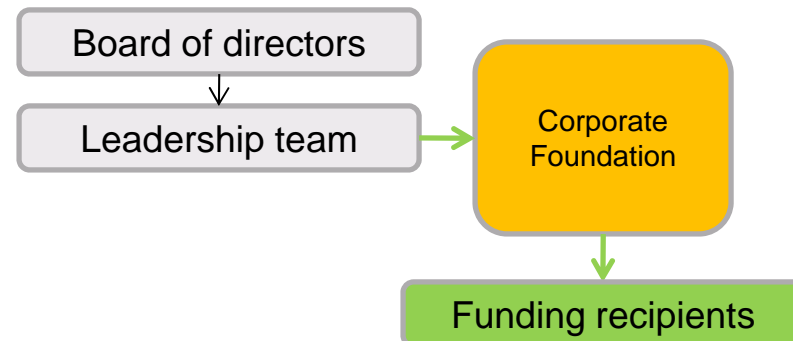 Board of directors
Leadership team
Corporate
Foundation
Funding recipients